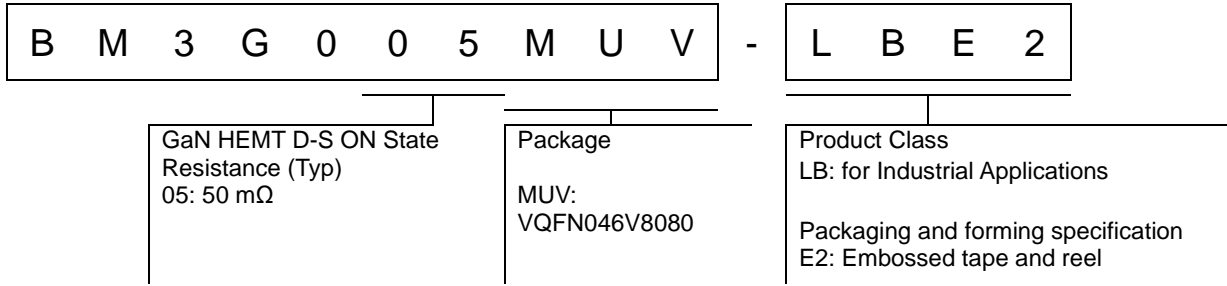 B M 3 G 0 0 5 M U V - L B E 2
GaN HEMT D-S ON State
Resistance (Typ)
05: 50 mΩ
Package
MUV:
VQFN046V8080
Product Class
LB: for Industrial Applications
Packaging and forming specification
E2: Embossed tape and reel